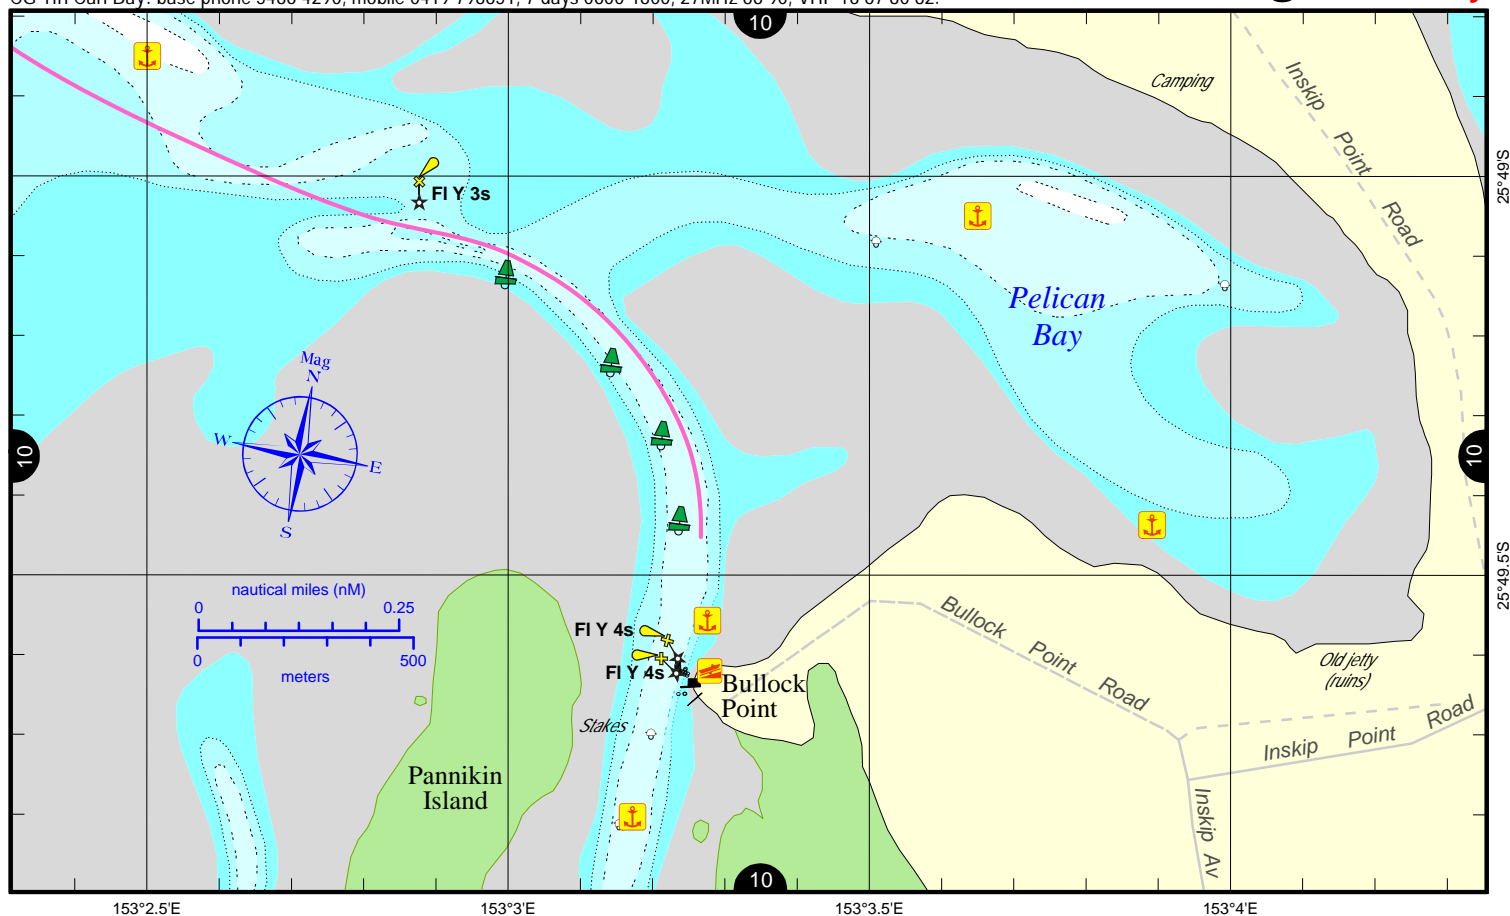 10
Camping
Inskip Point Road
25°49'S
Fl Y 3s
Pelican
Bay
Mag
N
W
E
S
10
10
nautical miles (nM)
0 0.25
0 500
meters
25°49.5'S
Fl Y 4s
Fl Y 4s
Bullock
Point
Stakes
Bullock Point Road
Old jetty
(ruins)
Inskip Point Road
Inskip Av
Pannikin
Island
10
153°2.5'E 153°3'E 153°3.5'E 153°4'E